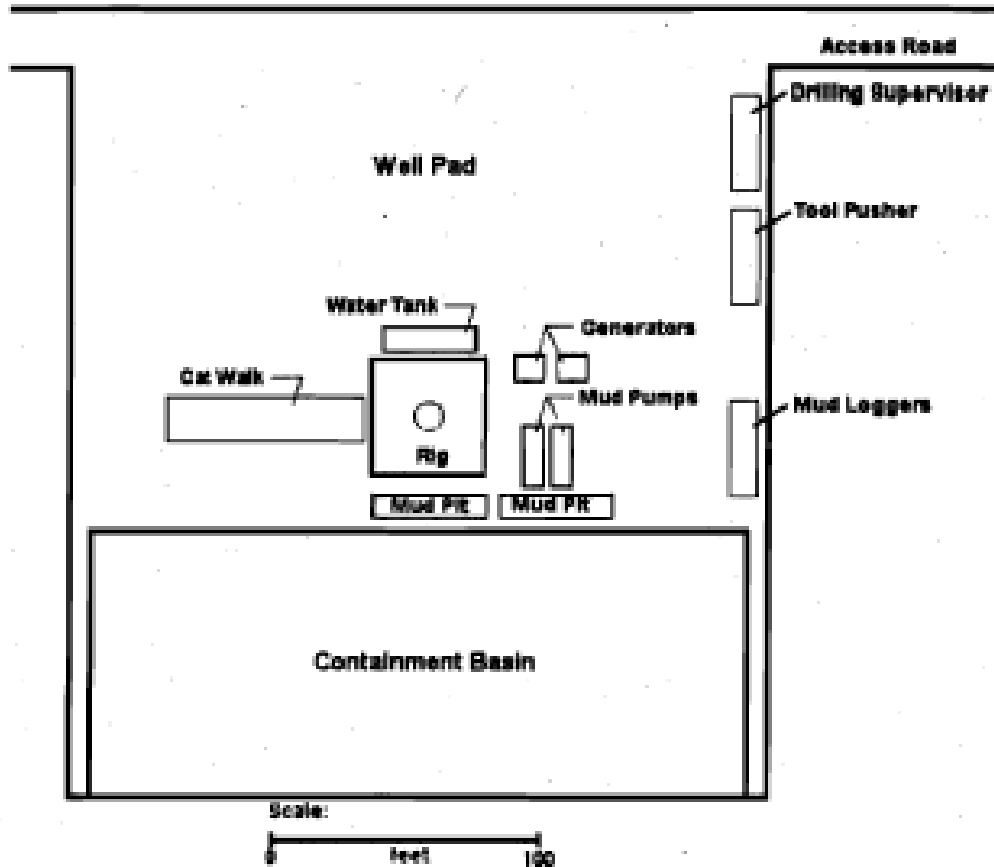 Access Road
Drilling Supervisor
Well Pad
Tool Pusher
Water Tank
Generators
Cat Walk
Mud Pumps
Mud Loggers
Rig
Mud Pit
Mud Pit
Containment Basin
Scale:
0 feet 100